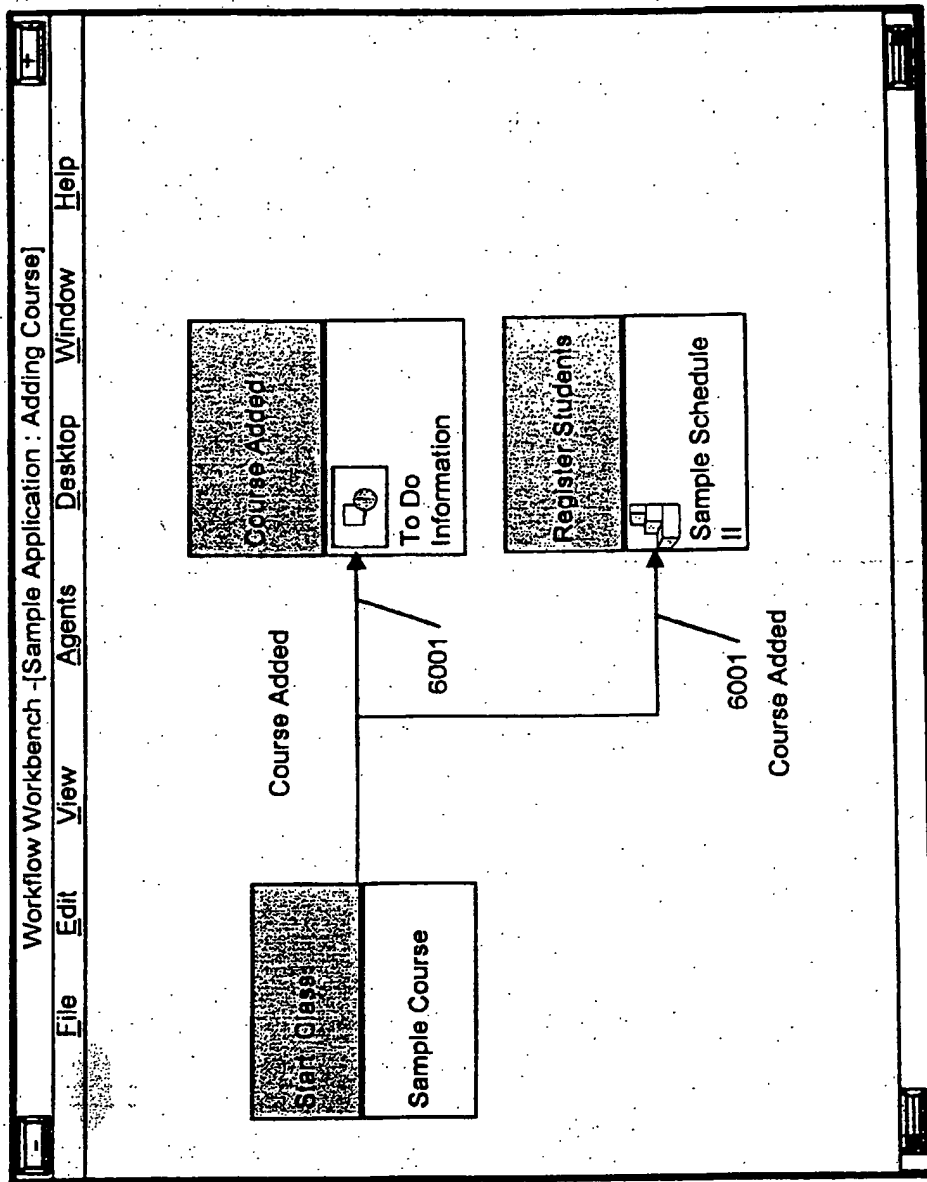 Workflow Workbench -[Sample Application : Adding Course]
File Edit View Agents Desktop Window Help
Start Class
Sample Course
Course Added
6001
Course Added
To Do
Information
6001
Course Added
Register Students
Sample Schedule
II